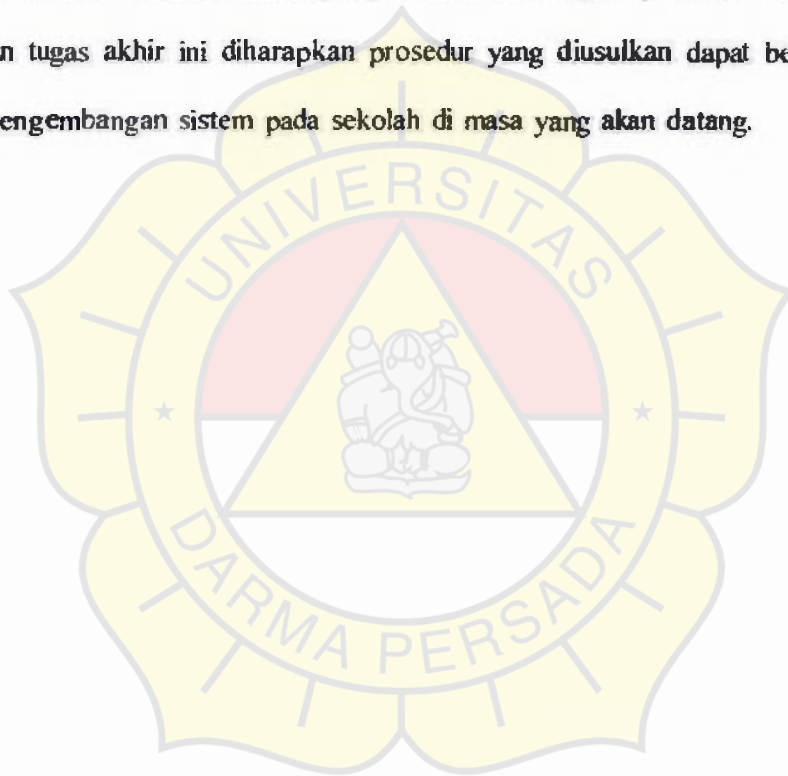 n tugas akhir ini diharapkan prosedur yang diusulkan dapat be
engembangan sistem pada sekolah di masa yang akan datang.
UNIVERSITAS
DARMA PERSADA